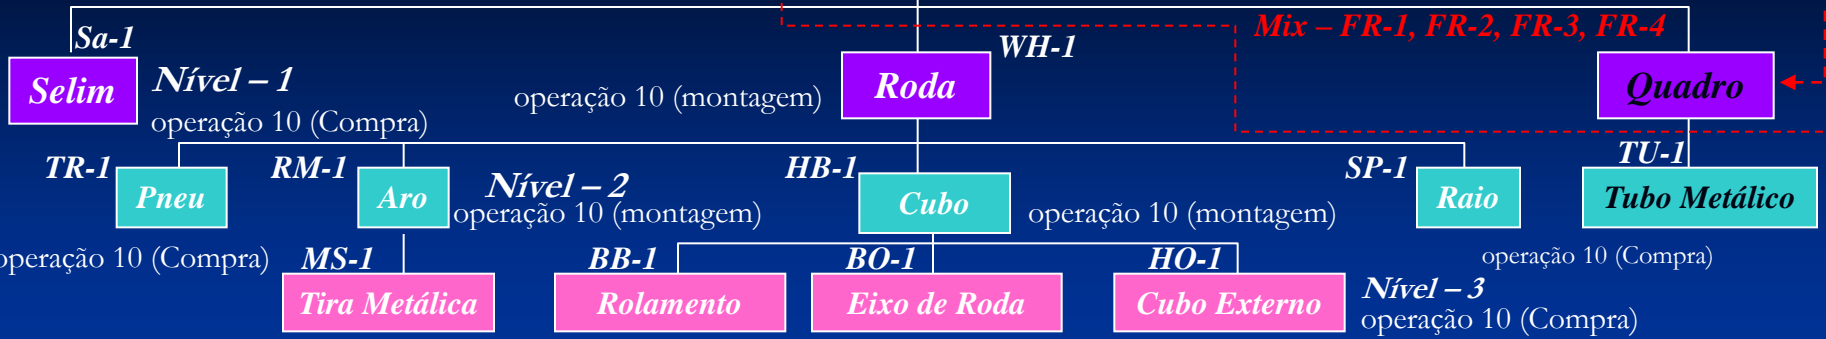 Mix – FR-1, FR-2, FR-3, FR-4
Sa-1
WH-1
Selim
Nível – 1
operação 10 (montagem)
Roda
Quadro
operação 10 (Compra)
TR-1
RM-1
HB-1
SP-1
TU-1
Pneu
Aro
Nível – 2
operação 10 (montagem)
Cubo
operação 10 (montagem)
Raio
Tubo Metálico
operação 10 (Compra)
MS-1
BB-1
BO-1
HO-1
operação 10 (Compra)
Tira Metálica
Rolamento
Eixo de Roda
Cubo Externo
Nível – 3
operação 10 (Compra)